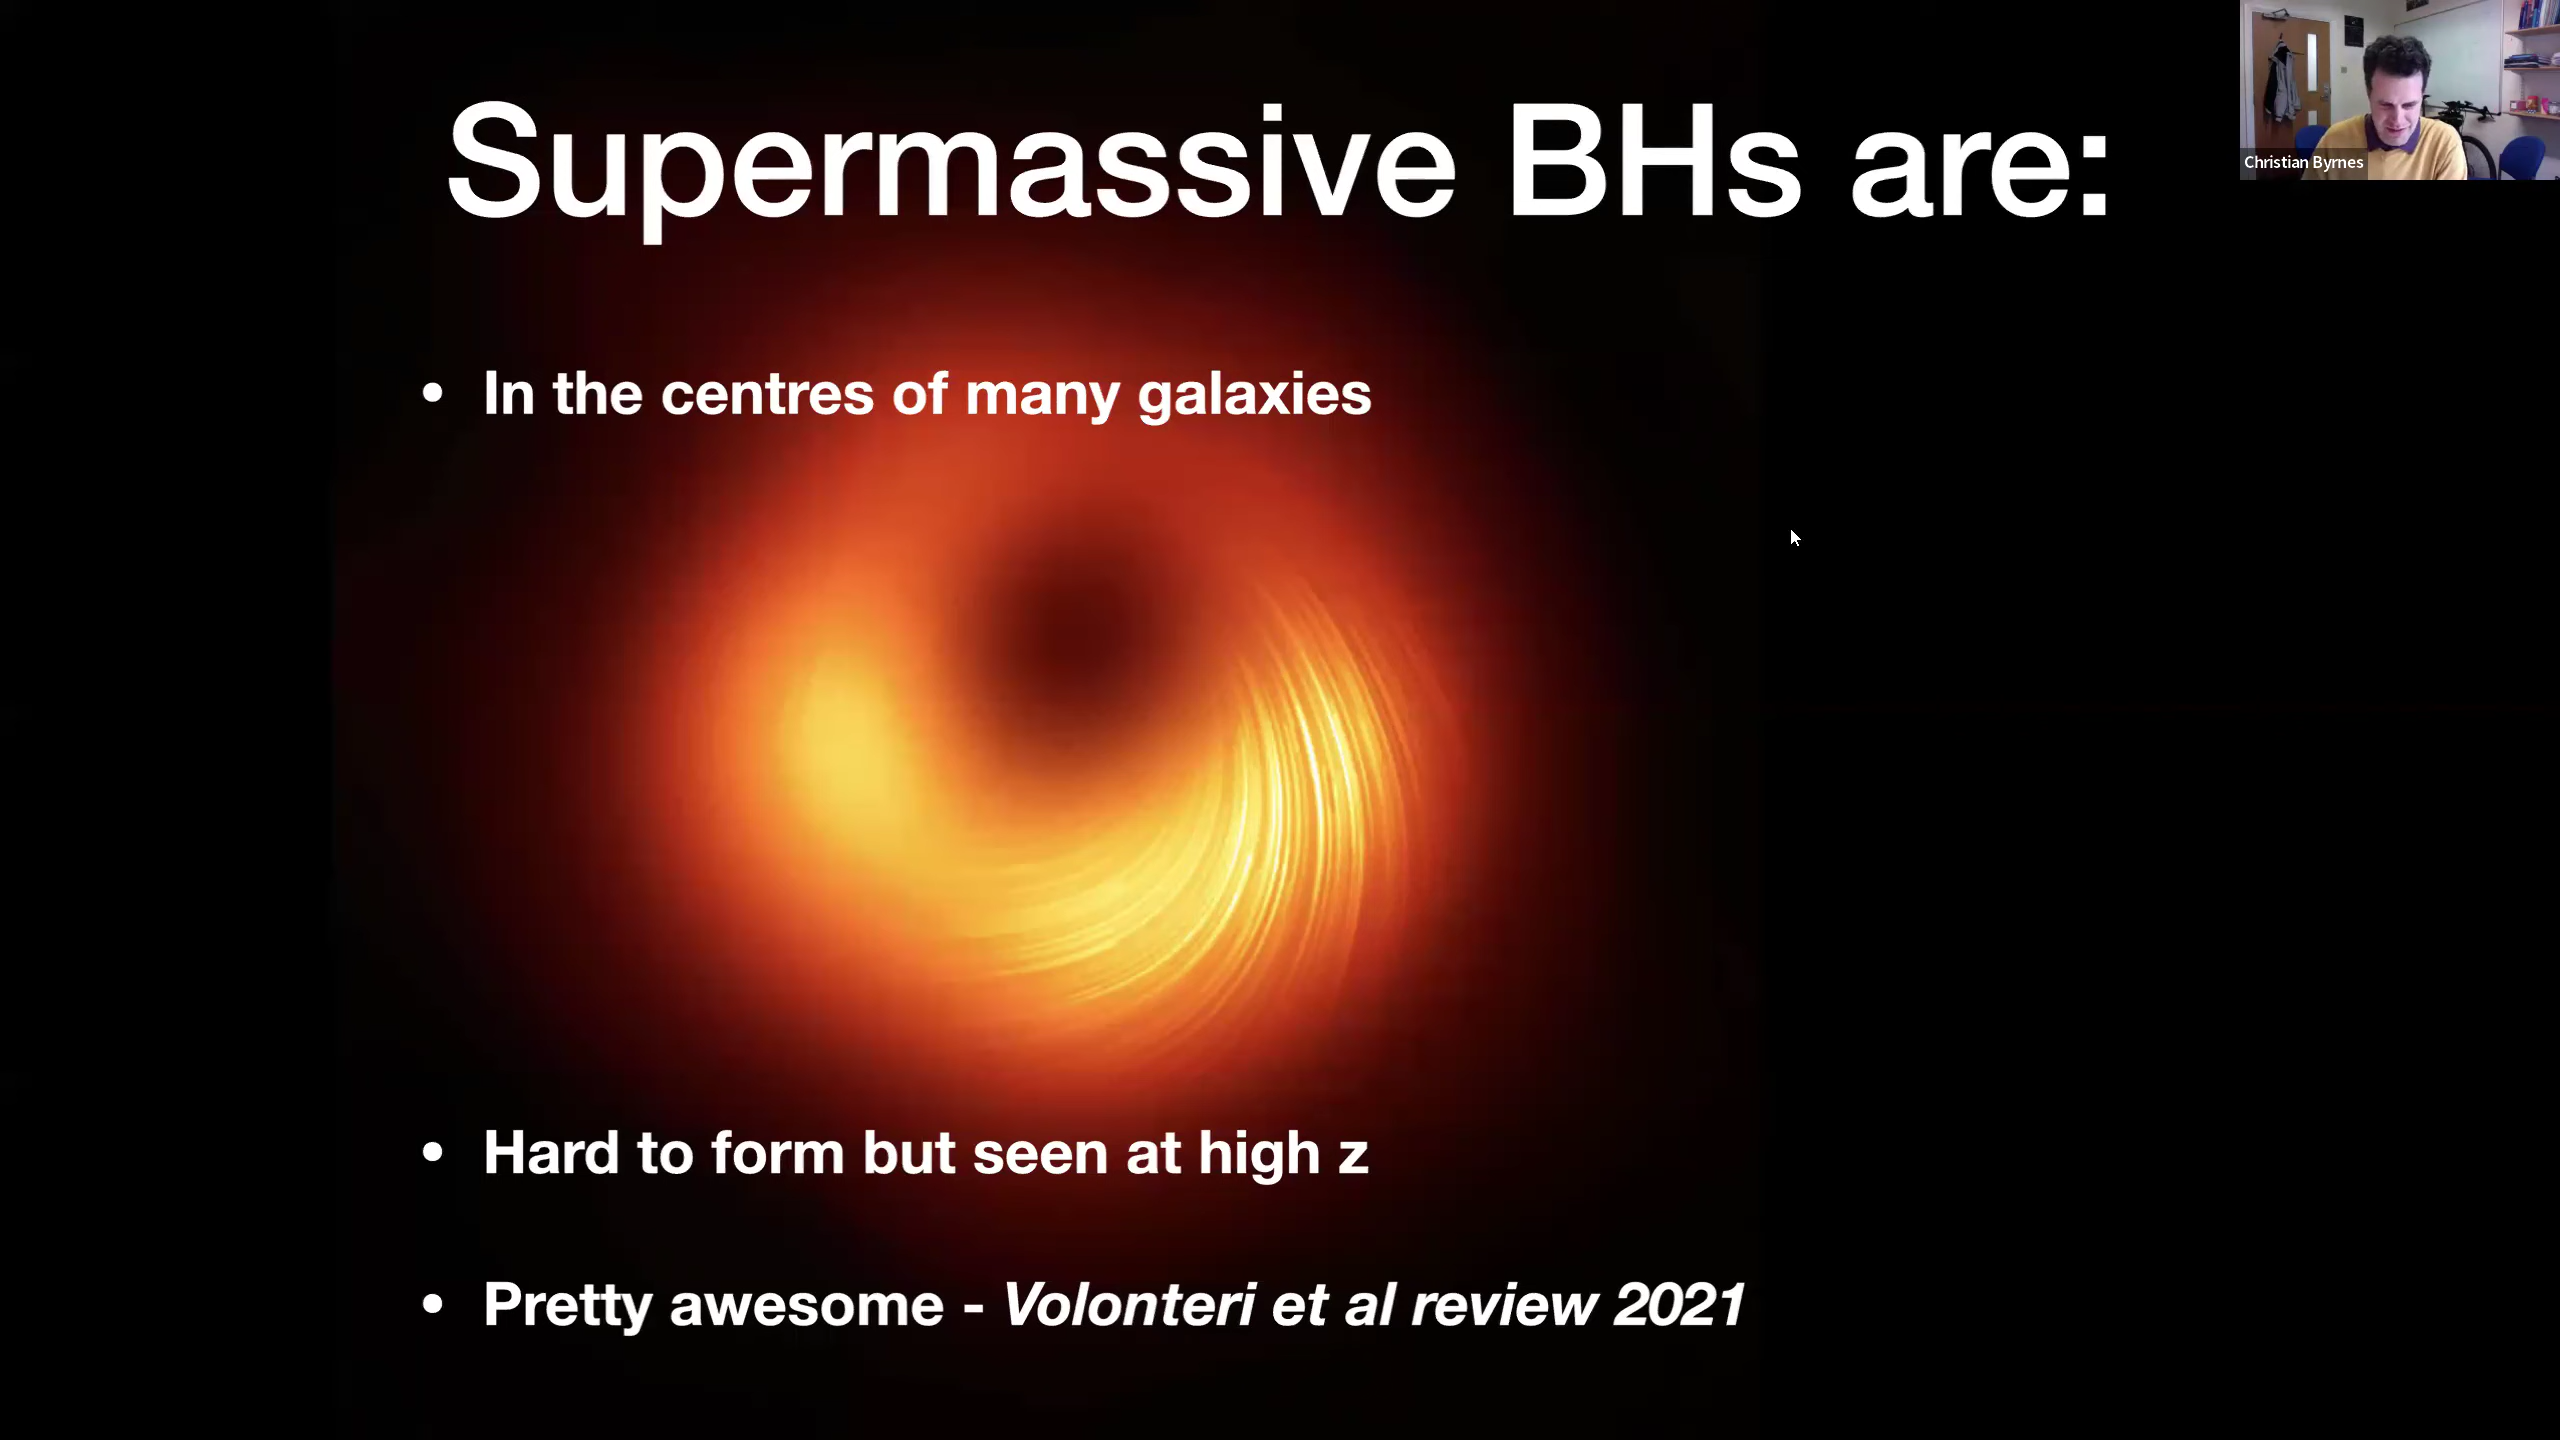 Supermassive BHs are:
Christian Byrnes
• In the centres of many galaxies
• Hard to form but seen at high z
• Pretty awesome - Volonteri et al review 2021